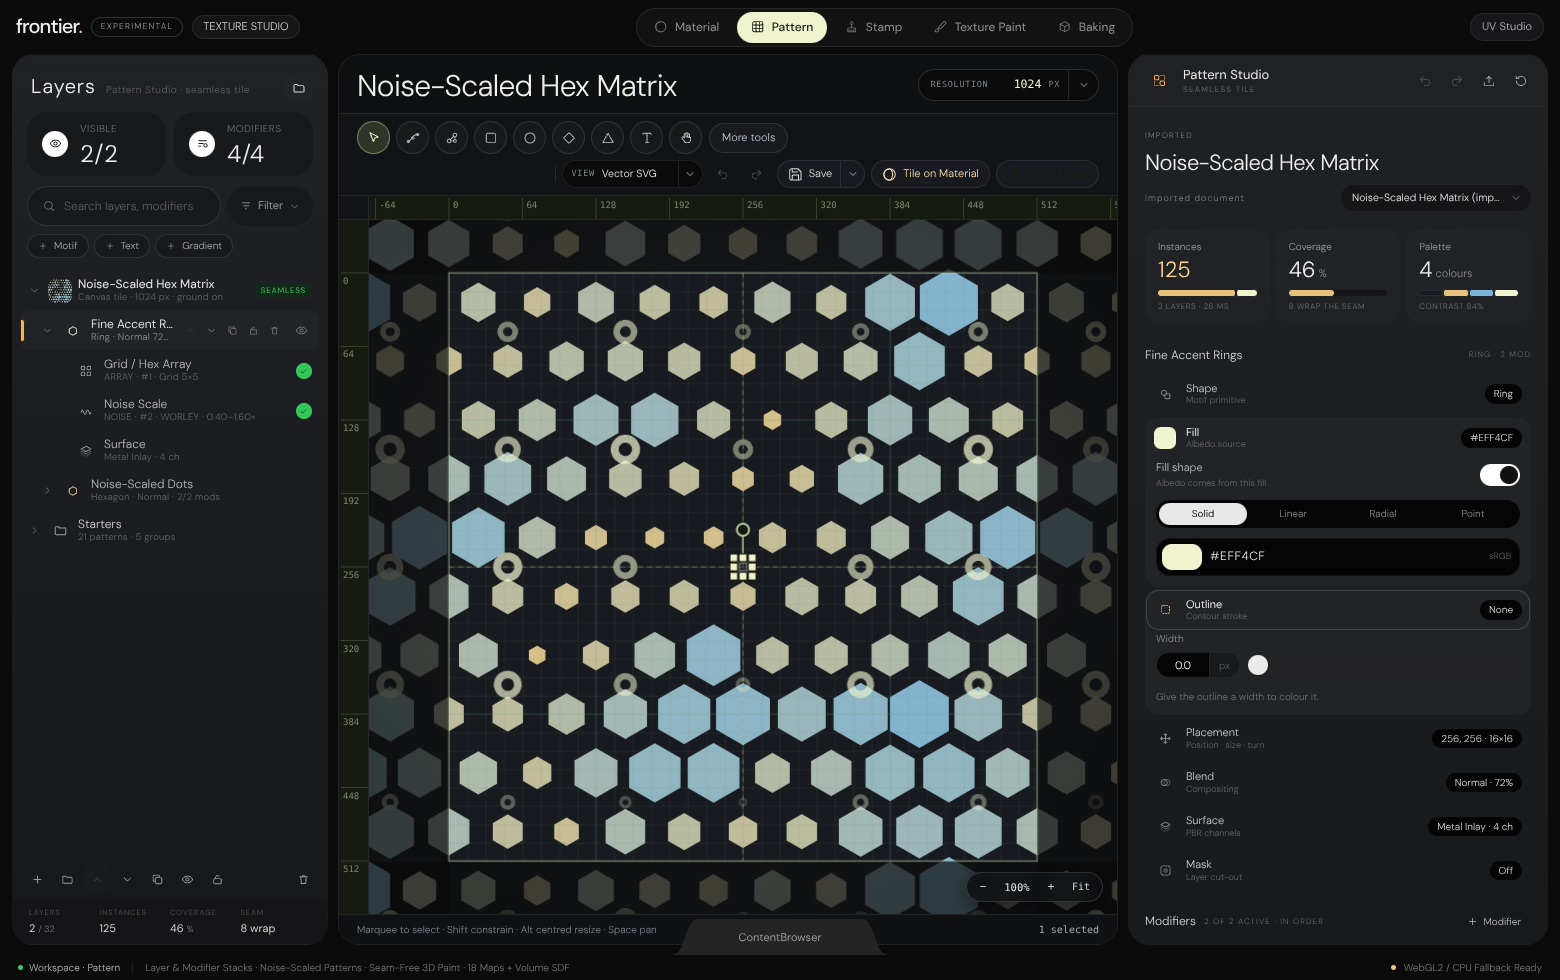 frontier.
EXPERIMENTAL
TEXTURE STUDIO
Material
Pattern
Stamp
Texture Paint
Baking
UV Studio
Layers
Pattern Studio · seamless tile
VISIBLE
2/2
MODIFIERS
4/4
Search layers, modifiers
Filter
+ Motif
+ Text
+ Gradient
Noise-Scaled Hex Matrix
Canvas tile · 1024 px · ground on
SEAMLESS
Fine Accent R...
Ring · Normal 72...
Grid / Hex Array
ARRAY · #1 · Grid 5×5
Noise Scale
NOISE · #2 · WORLEY · 0.40–1.60×
Surface
Metal Inlay · 4 ch
Noise-Scaled Dots
Hexagon · Normal · 2/2 mods
Starters
21 patterns · 5 groups
LAYERS
2 / 32
INSTANCES
125
COVERAGE
46 %
SEAM
8 wrap
Noise-Scaled Hex Matrix
RESOLUTION
1024 PX
More tools
VIEW Vector SVG
Save
Tile on Material
-64
0
64
128
192
256
320
384
448
512
0
64
128
192
256
320
384
448
512
− 100% + Fit
Marquee to select · Shift constrain · Alt centred resize · Space pan
1 selected
ContentBrowser
Pattern Studio
SEAMLESS TILE
IMPORTED
Noise-Scaled Hex Matrix
Imported document
Noise-Scaled Hex Matrix (imp...
Instances
125
2 LAYERS · 26 MS
Coverage
46 %
8 WRAP THE SEAM
Palette
4 colours
CONTRAST 84%
Fine Accent Rings
RING · 2 MOD
Shape
Motif primitive
Ring
Fill
Albedo source
#EFF4CF
Fill shape
Albedo comes from this fill
Solid
Linear
Radial
Point
#EFF4CF
sRGB
Outline
Contour stroke
None
Width
0.0 px
Give the outline a width to colour it.
Placement
Position · size · turn
256, 256 · 16×16
Blend
Compositing
Normal · 72%
Surface
PBR channels
Metal Inlay · 4 ch
Mask
Layer cut-out
Off
Modifiers
2 OF 2 ACTIVE · IN ORDER
+ Modifier
Workspace · Pattern
Layer & Modifier Stacks · Noise-Scaled Patterns · Seam-Free 3D Paint · 18 Maps + Volume SDF
WebGL2 / CPU Fallback Ready